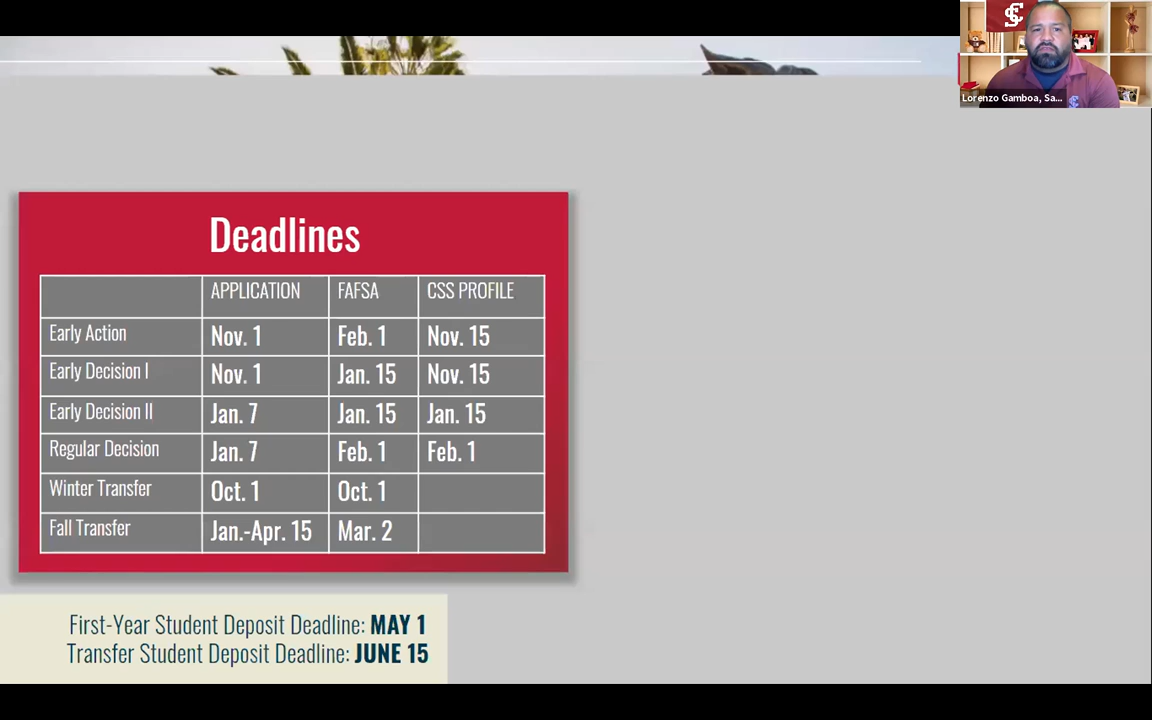 SC
Lorenzo Gamboa, Sa...
Deadlines
APPLICATION FAFSA CSS PROFILE
Early Action Nov. 1 Feb. 1 Nov. 15
Early Decision I Nov. 1 Jan. 15 Nov. 15
Early Decision II Jan. 7 Jan. 15 Jan. 15
Regular Decision Jan. 7 Feb. 1 Feb. 1
Winter Transfer Oct. 1 Oct. 1
Fall Transfer Jan.-Apr. 15 Mar. 2
First-Year Student Deposit Deadline: MAY 1
Transfer Student Deposit Deadline: JUNE 15